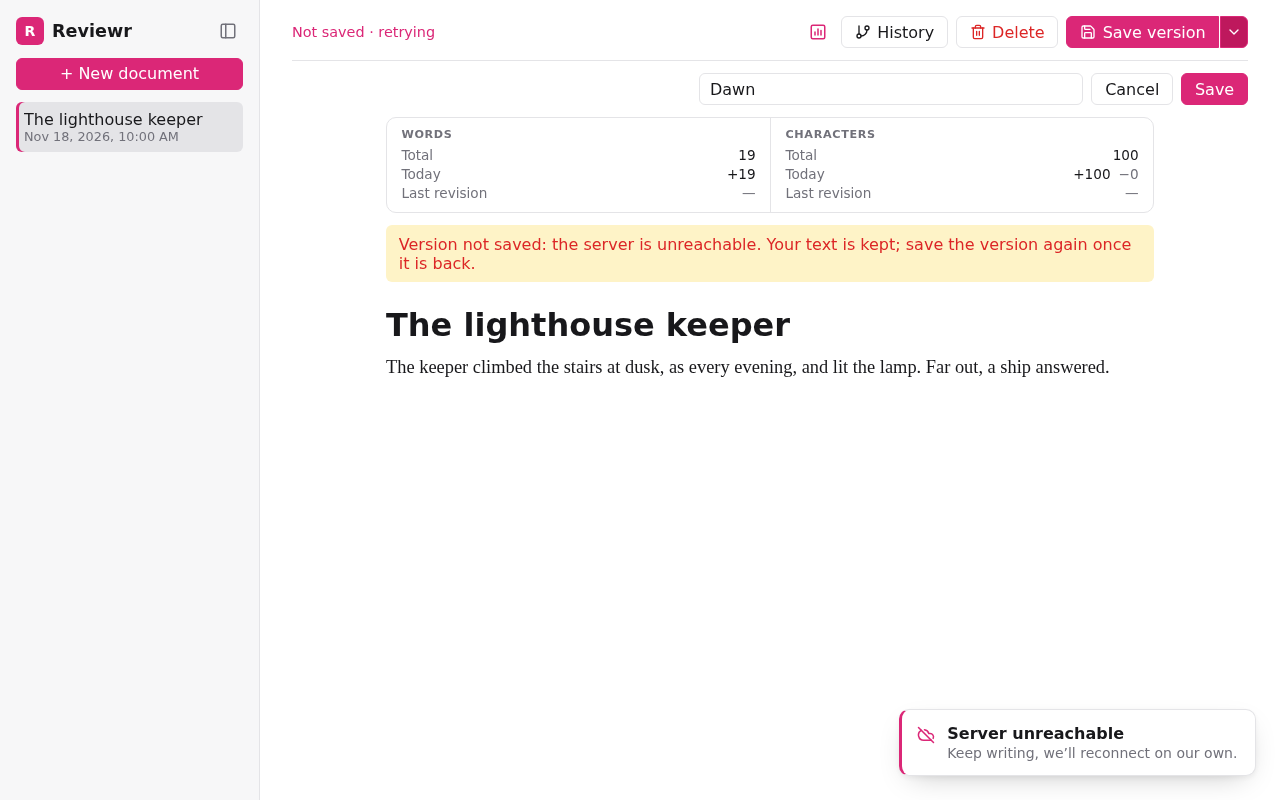 R Reviewr
+ New document
The lighthouse keeper
Nov 18, 2026, 10:00 AM
Not saved · retrying
History
Delete
Save version
Dawn
Cancel
Save
WORDS
Total 19
Today +19
Last revision —
CHARACTERS
Total 100
Today +100 −0
Last revision —
Version not saved: the server is unreachable. Your text is kept; save the version again once
it is back.
The lighthouse keeper
The keeper climbed the stairs at dusk, as every evening, and lit the lamp. Far out, a ship answered.
Server unreachable
Keep writing, we’ll reconnect on our own.